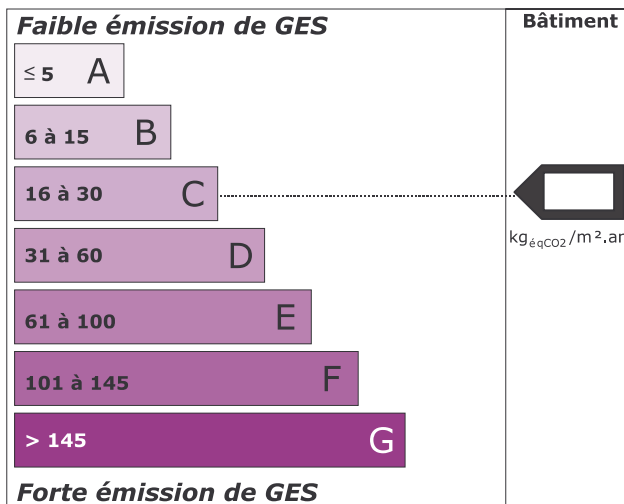 Faible émission de GES
Bâtiment
≤ 5 A
6 à 15 B
16 à 30 C
kgéqCO2/m².an
31 à 60 D
61 à 100 E
101 à 145 F
> 145 G
Forte émission de GES